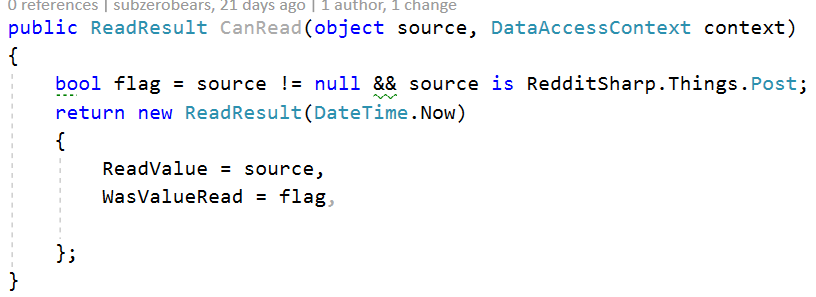 0 references | subzerobears, 21 days ago | 1 author, 1 change
public ReadResult CanRead(object source, DataAccessContext context)
{
bool flag = source != null && source is RedditSharp.Things.Post;
return new ReadResult(DateTime.Now)
{
ReadValue = source,
WasValueRead = flag,
};
}